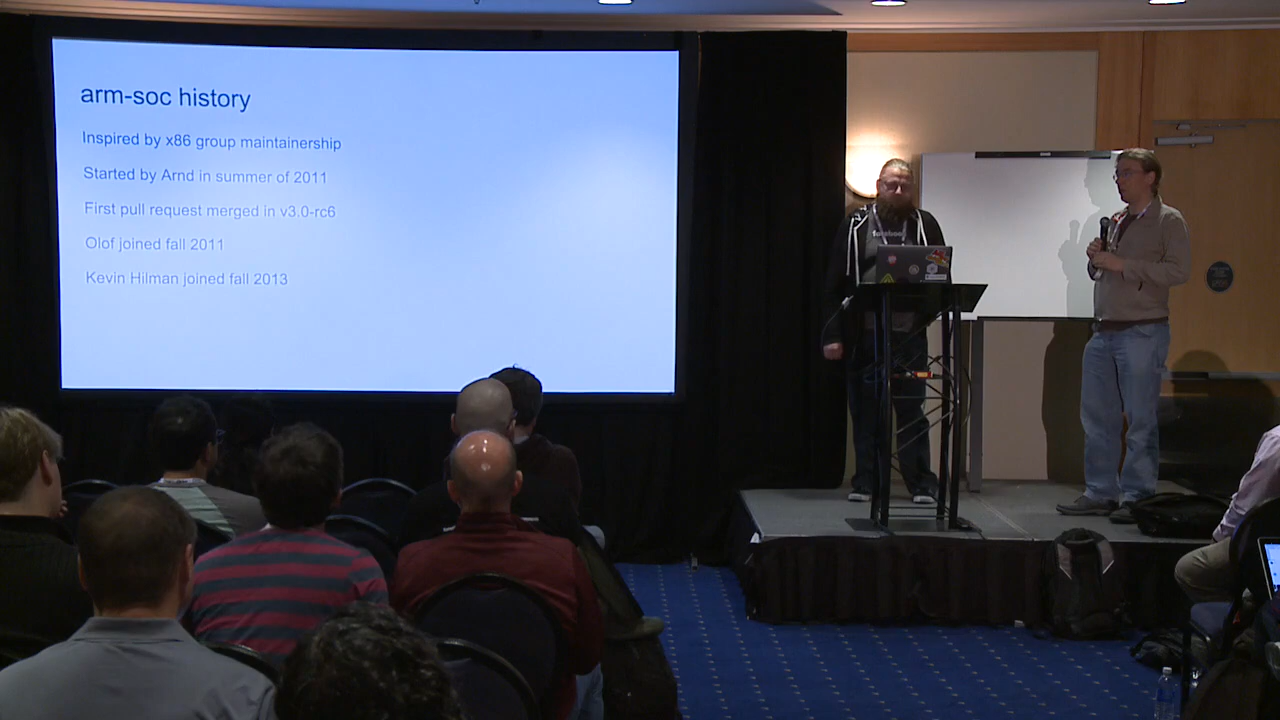 arm-soc history
Inspired by x86 group maintainership
Started by Arnd in summer of 2011
First pull request merged in v3.0-rc6
Olof joined fall 2011
Kevin Hilman joined fall 2013